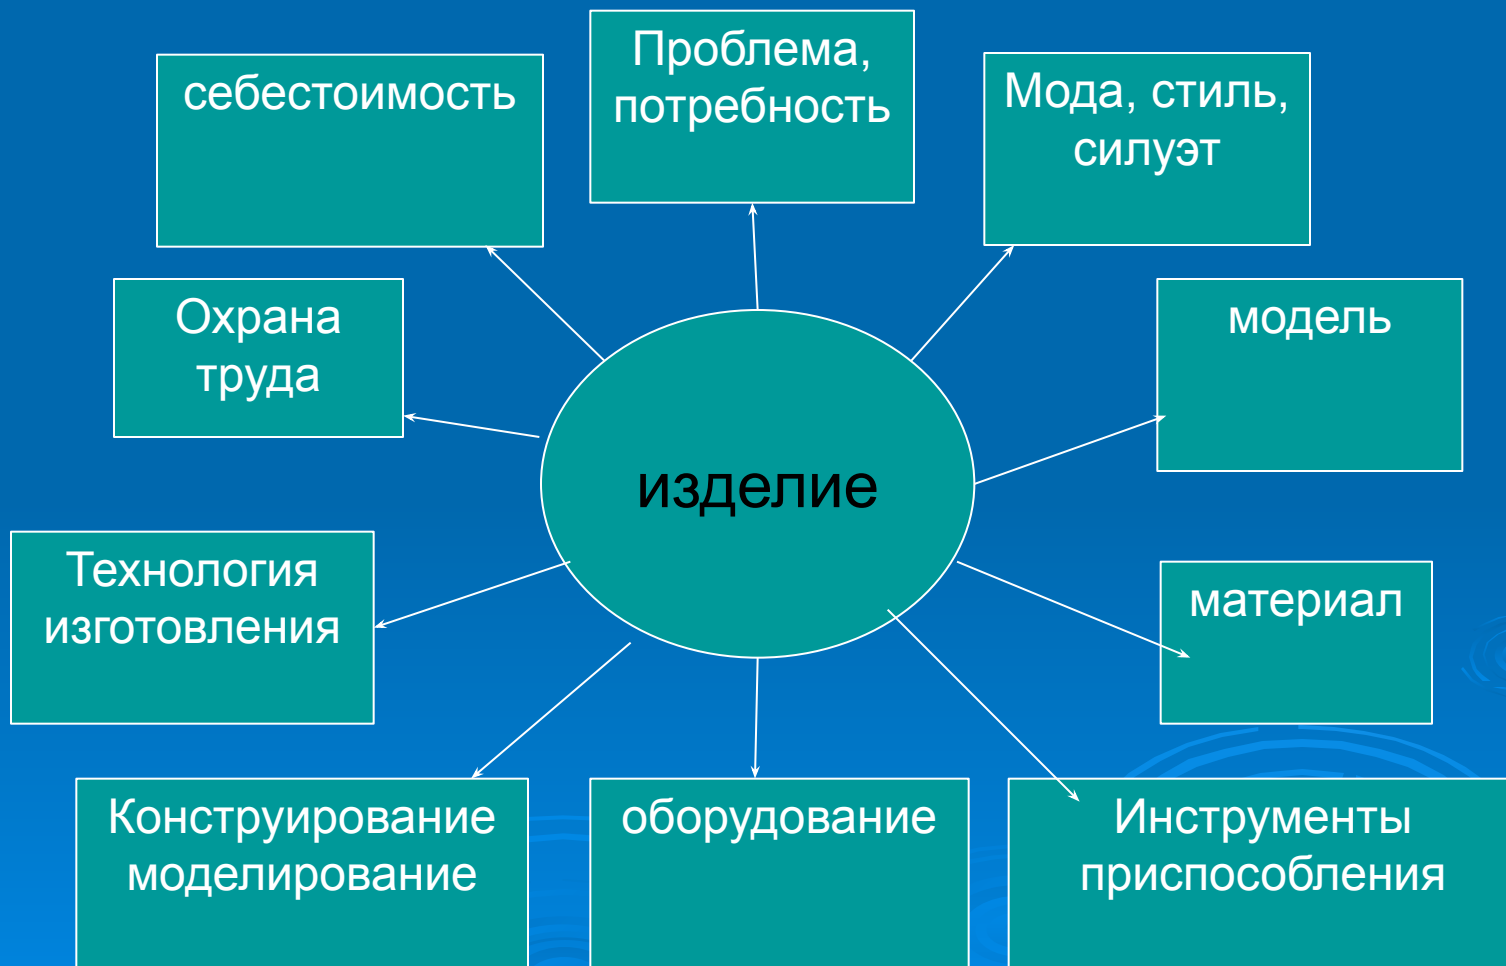 себестоимость
Проблема,
потребность
Мода, стиль,
силуэт
Охрана
труда
модель
изделие
Технология
изготовления
материал
Конструирование
моделирование
оборудование
Инструменты
приспособления